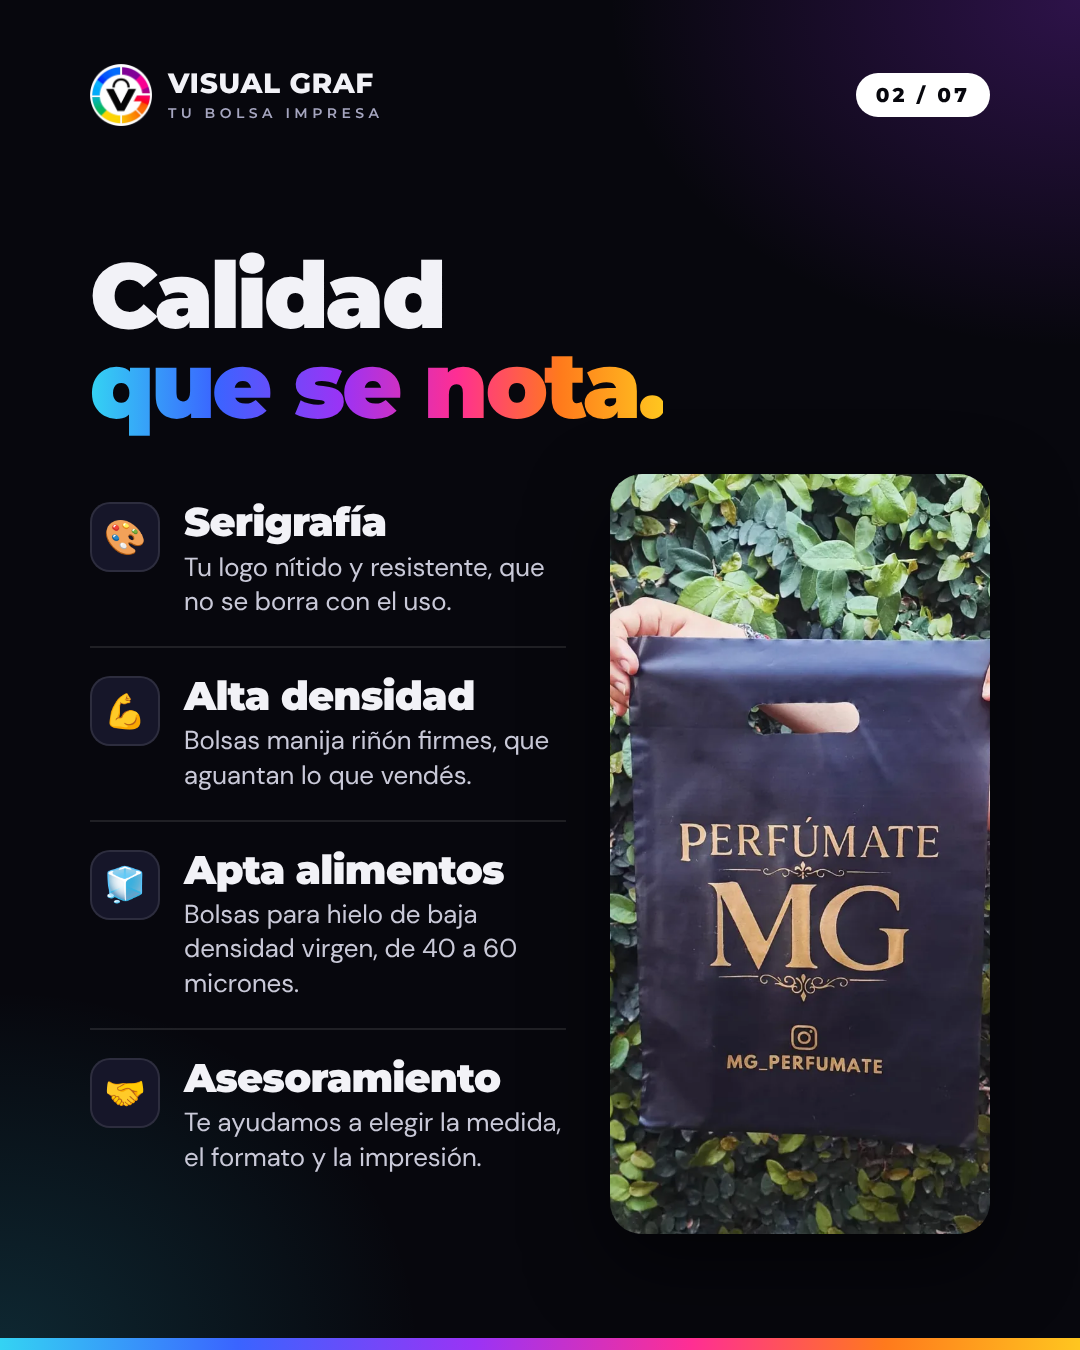 VISUAL GRAF
TU BOLSA IMPRESA
02 / 07
Calidad
que se nota.
Serigrafía
Tu logo nítido y resistente, que
no se borra con el uso.
Alta densidad
Bolsas manija riñón firmes, que
aguantan lo que vendés.
Apta alimentos
Bolsas para hielo de baja
densidad virgen, de 40 a 60
micrones.
Asesoramiento
Te ayudamos a elegir la medida,
el formato y la impresión.
PERFÚMATE
MG
MG_PERFUMATE